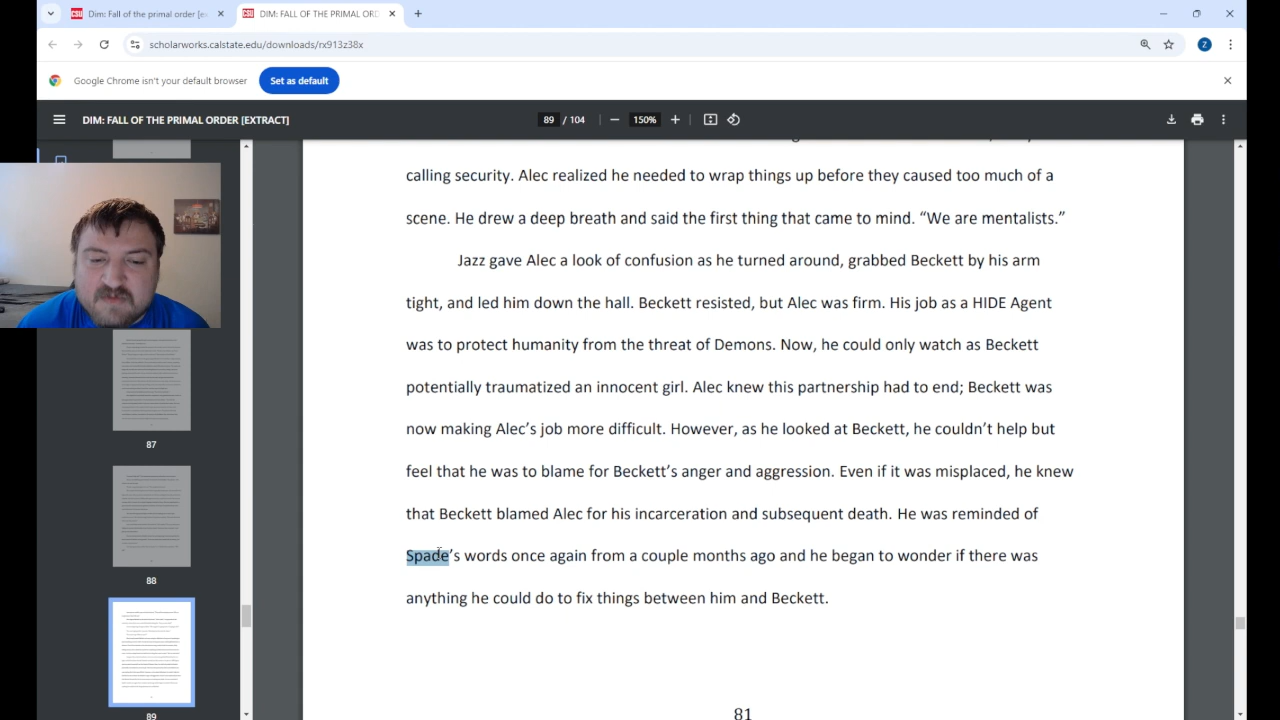 Dim: Fall of the primal order [ex
DIM: FALL OF THE PRIMAL ORD
scholarworks.calstate.edu/downloads/rx913z38x
Z
Google Chrome isn't your default browser
Set as default
DIM: FALL OF THE PRIMAL ORDER [EXTRACT]
89 / 104
150%
calling security. Alec realized he needed to wrap things up before they caused too much of a
scene. He drew a deep breath and said the first thing that came to mind. “We are mentalists.”
Jazz gave Alec a look of confusion as he turned around, grabbed Beckett by his arm
tight, and led him down the hall. Beckett resisted, but Alec was firm. His job as a HIDE Agent
was to protect humanity from the threat of Demons. Now, he could only watch as Beckett
potentially traumatized an innocent girl. Alec knew this partnership had to end; Beckett was
now making Alec’s job more difficult. However, as he looked at Beckett, he couldn’t help but
feel that he was to blame for Beckett’s anger and aggression. Even if it was misplaced, he knew
that Beckett blamed Alec for his incarceration and subsequent death. He was reminded of
Spade’s words once again from a couple months ago and he began to wonder if there was
anything he could do to fix things between him and Beckett.
81
87
88
89